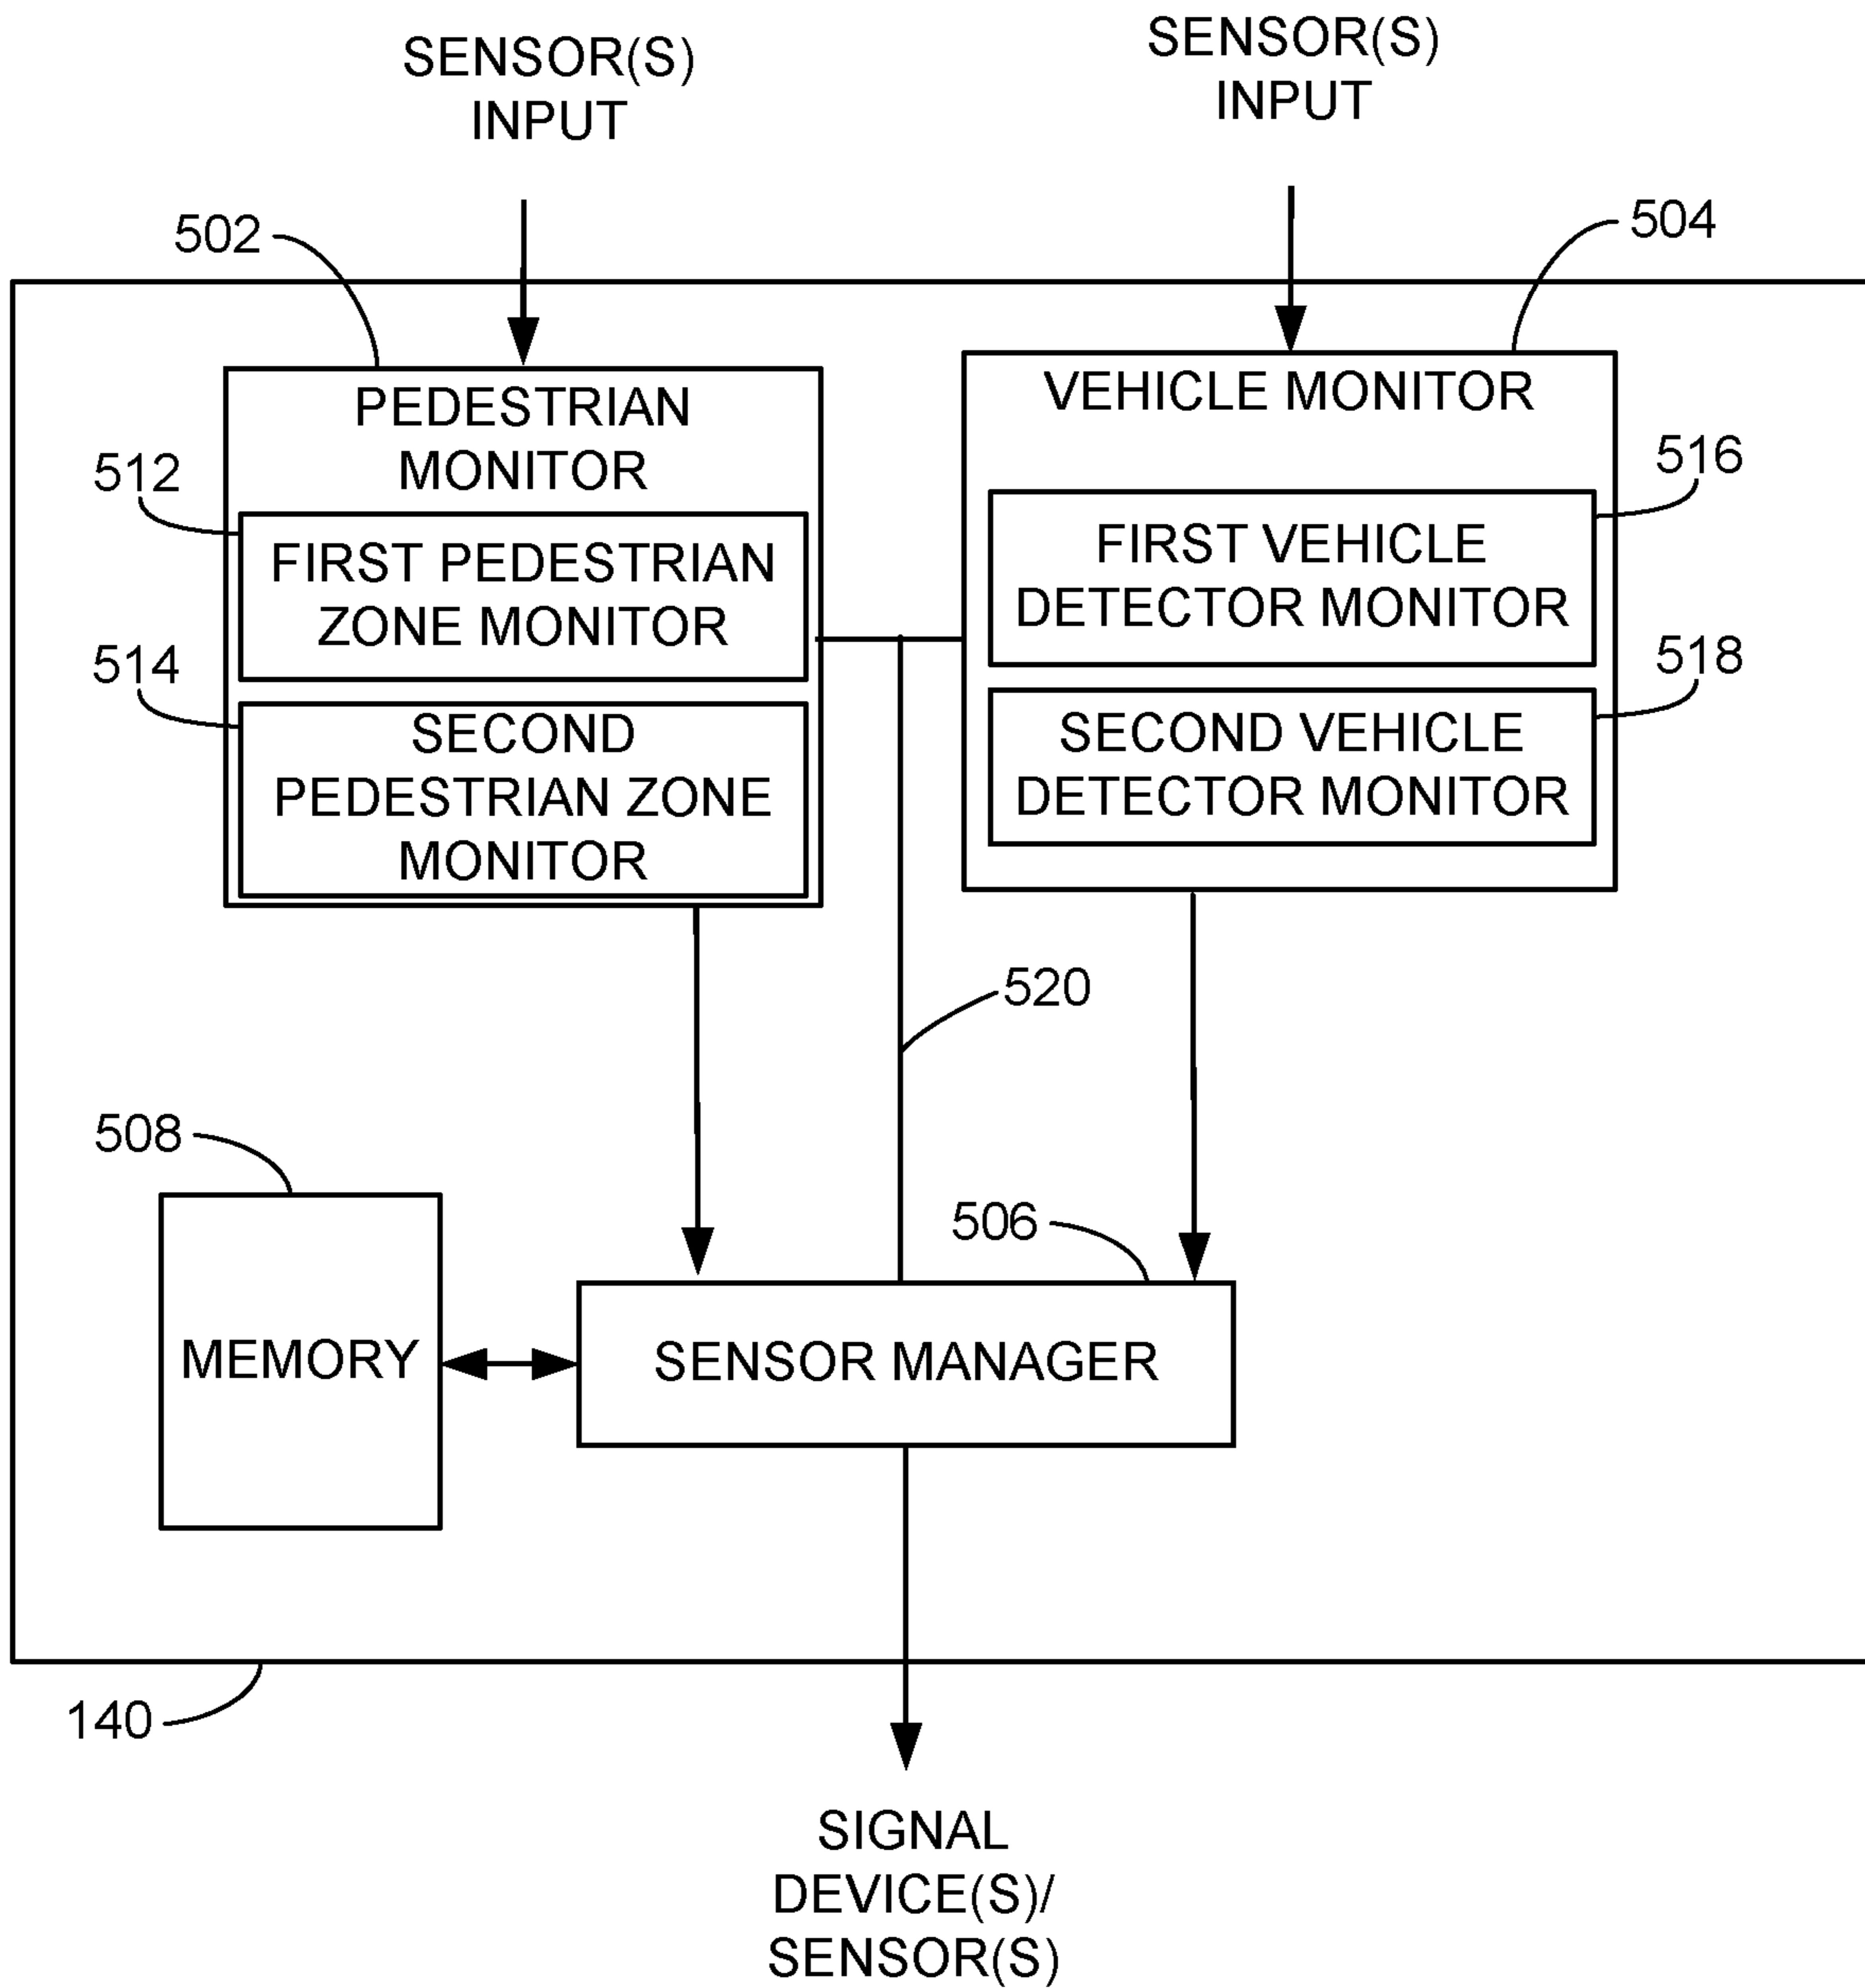 SENSOR(S)
INPUT
SENSOR(S)
INPUT
502
504
PEDESTRIAN
MONITOR
VEHICLE MONITOR
512
516
FIRST PEDESTRIAN
ZONE MONITOR
FIRST VEHICLE
DETECTOR MONITOR
514
518
SECOND
PEDESTRIAN ZONE
MONITOR
SECOND VEHICLE
DETECTOR MONITOR
520
508
506
MEMORY
SENSOR MANAGER
140
SIGNAL
DEVICE(S)/
SENSOR(S)